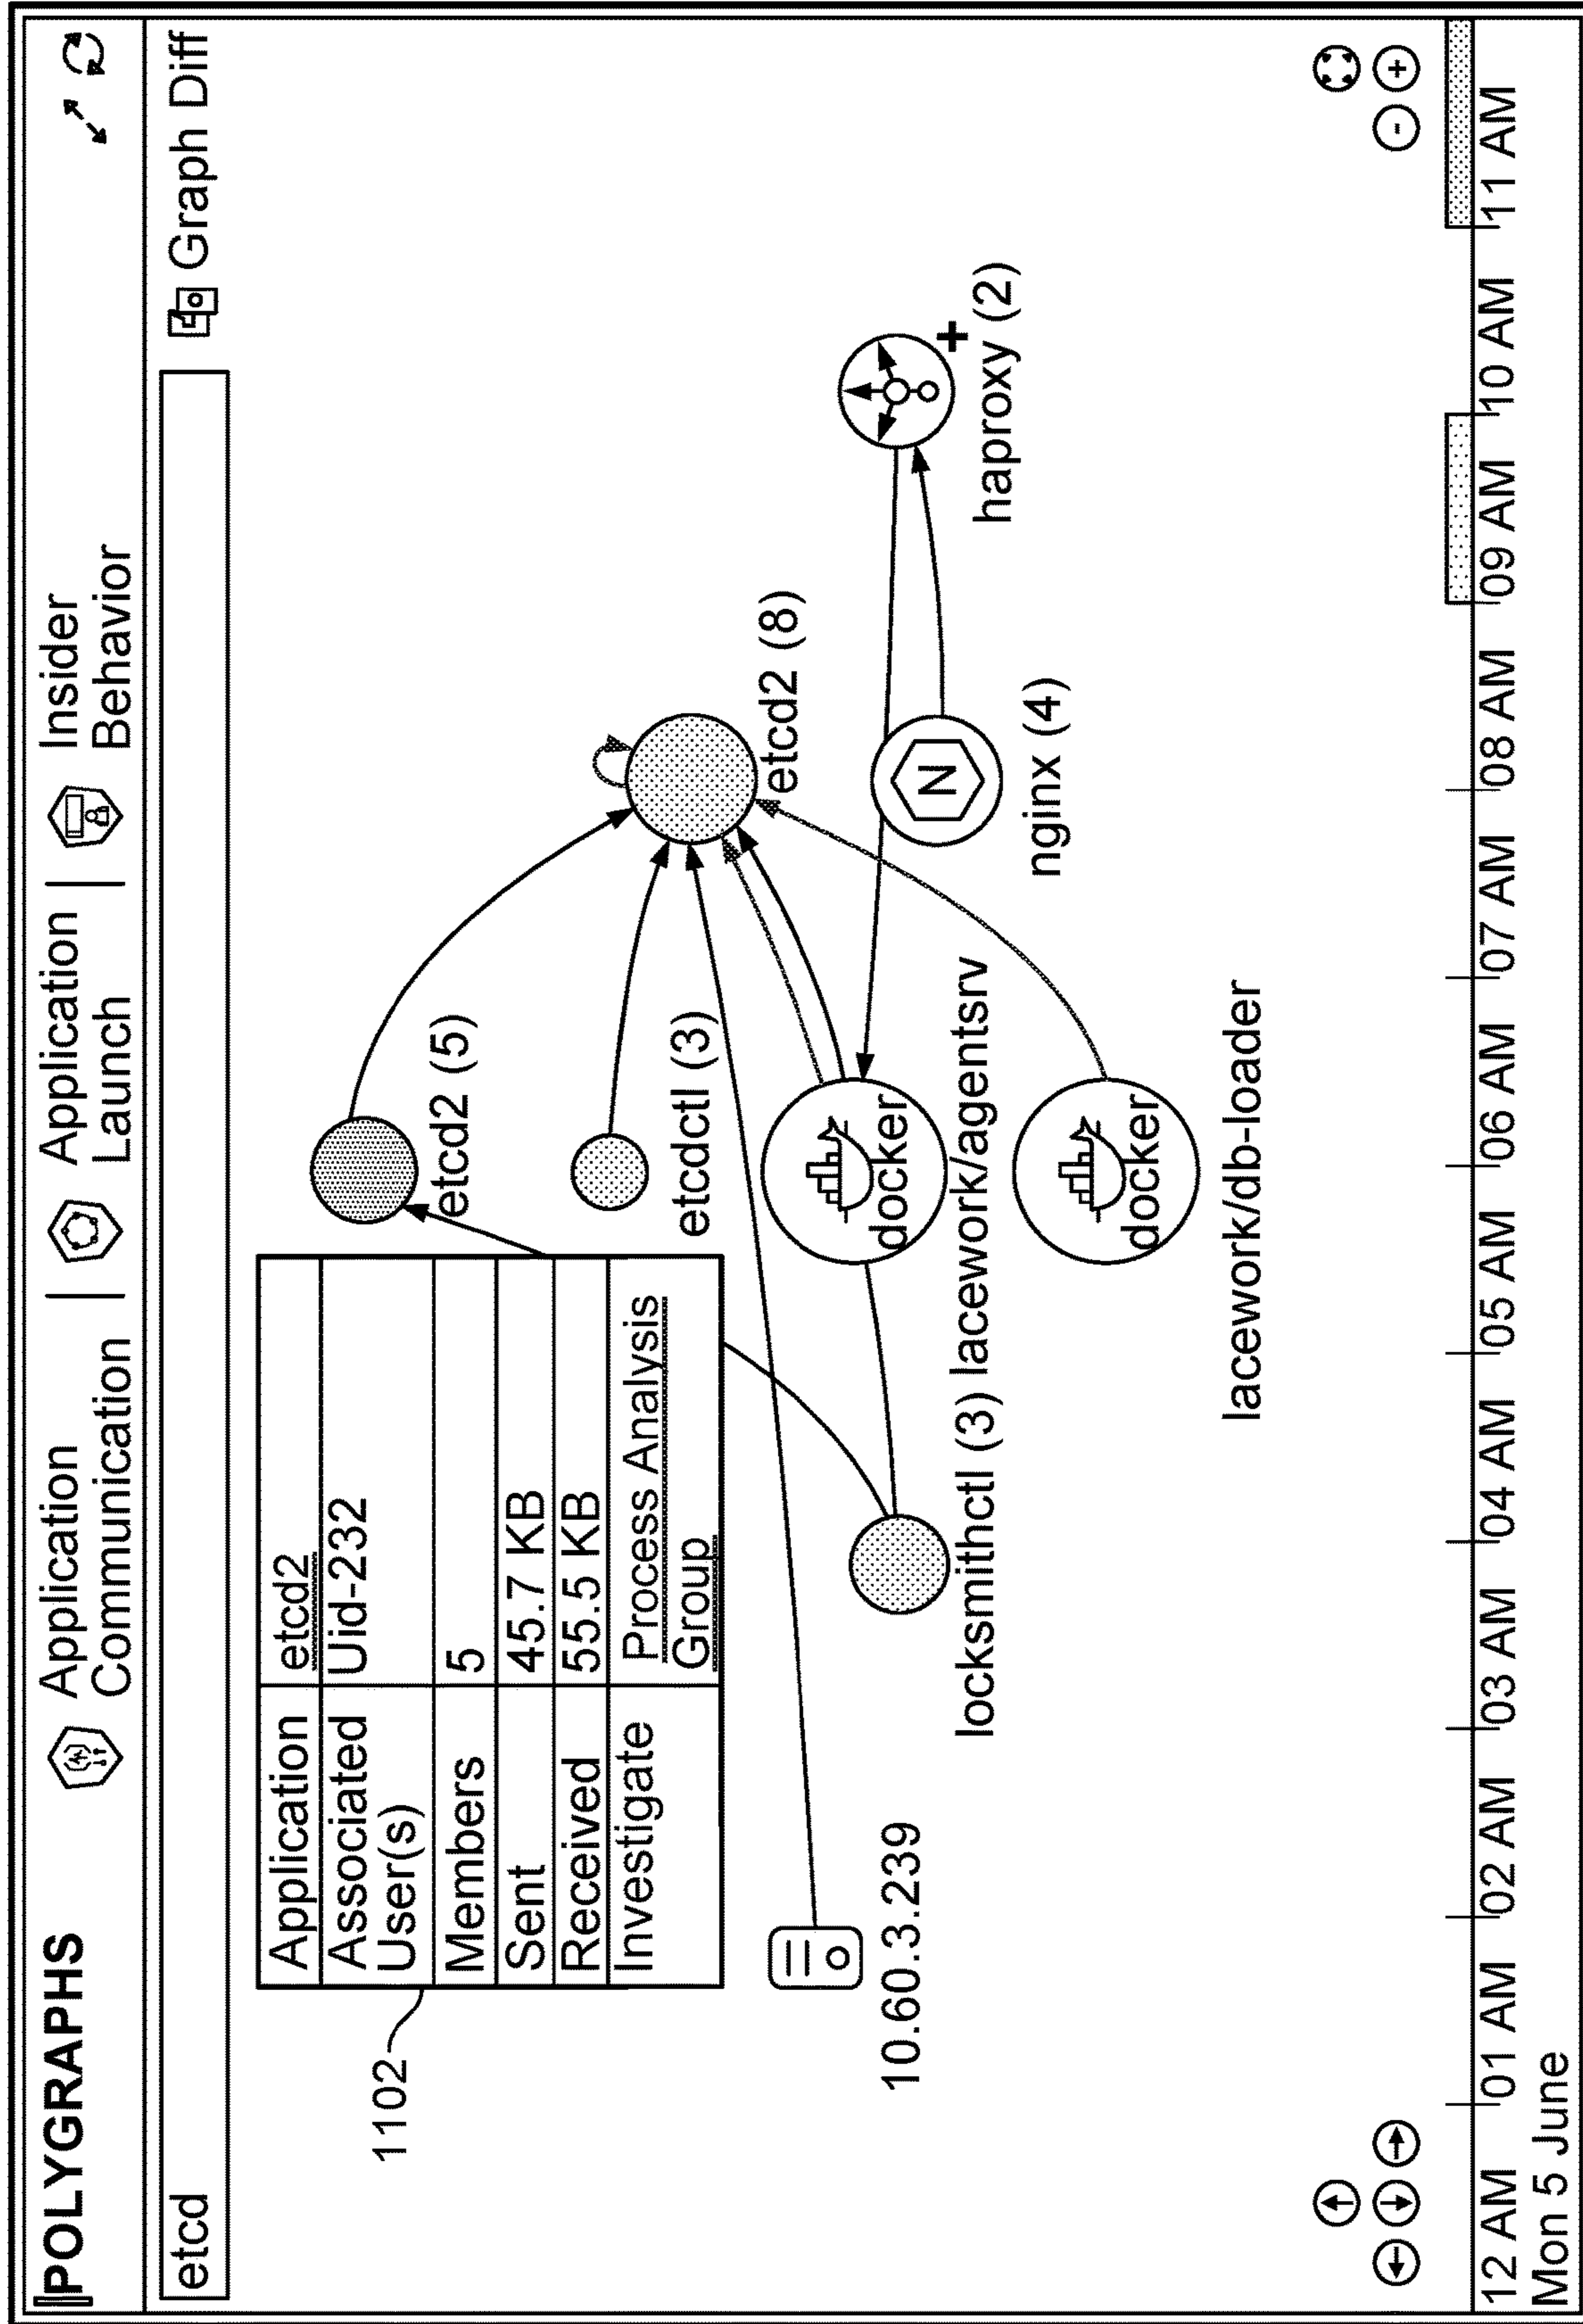 POLYGRAPHS
Application
Communication
Application
Launch
Insider
Behavior
etcd
Graph Diff
1102
Application etcd2
Associated Uid-232
User(s)
Members 5
Sent 45.7 KB
Received 55.5 KB
Investigate Process Analysis
Group
etcd2 (5)
etcd2 (8)
etcdctl (3)
10.60.3.239
docker
locksmithctl (3) lacework/agentsrv
N
nginx (4)
+
haproxy (2)
docker
lacework/db-loader
- +
12 AM 01 AM 02 AM 03 AM 04 AM 05 AM 06 AM 07 AM 08 AM 09 AM 10 AM 11 AM
Mon 5 June